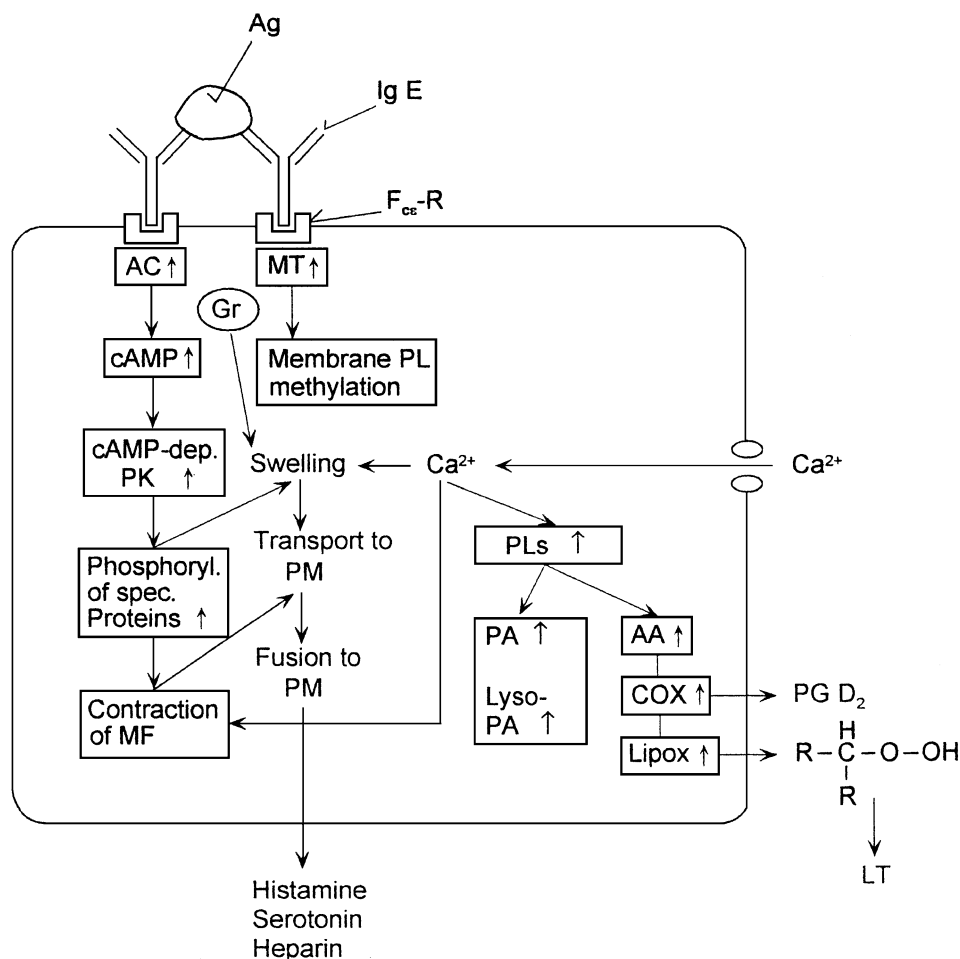 Ag
Ig E
Fcε-R
AC ↑
MT ↑
Gr
cAMP ↑
Membrane PL
methylation
cAMP-dep.
PK ↑
Swelling
Ca²⁺
Ca²⁺
Transport to
PM
PLs ↑
Phosphoryl.
of spec.
Proteins ↑
PA ↑
Lyso-
PA ↑
AA ↑
Fusion to
PM
COX ↑
PG D₂
Contraction
of MF
Lipox ↑
H
R–C–O–OH
R
LT
Histamine
Serotonin
Heparin